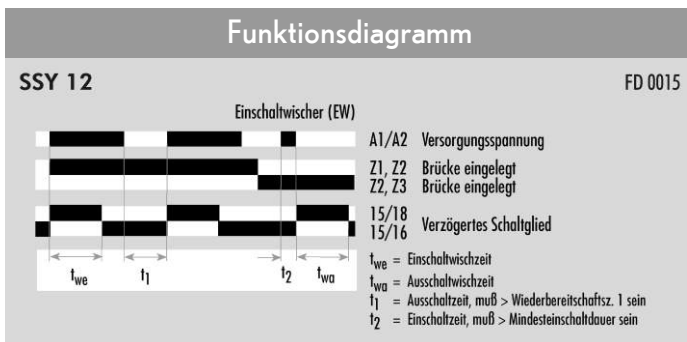 Funktionsdiagramm
SSY 12
FD 0015
Einschaltwischer (EW)
A1/A2 Versorgungsspannung
Z1, Z2 Brücke eingelegt
Z2, Z3 Brücke eingelegt
15/18
15/16 Verzögertes Schaltglied
twe t1 t2 twa
twe = Einschaltwischzeit
twa = Ausschaltwischzeit
t1 = Ausschaltzeit, muß > Wiederbereitschaftsz. 1 sein
t2 = Einschaltzeit, muß > Mindesteinschaltdauer sein